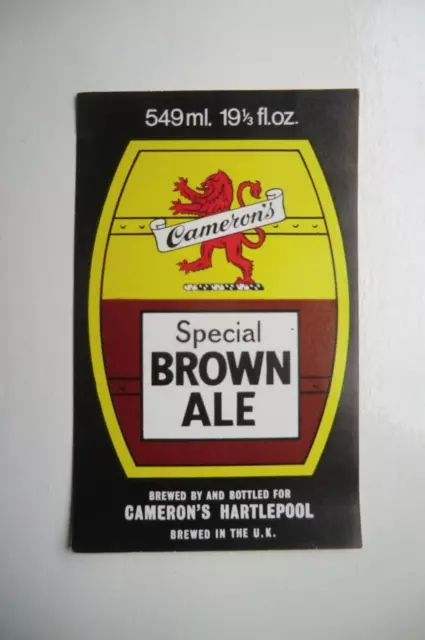 549ml. 19⅓ fl.oz.
Cameron's
Special
BROWN
ALE
BREWED BY AND BOTTLED FOR
CAMERON'S HARTLEPOOL
BREWED IN THE U.K.